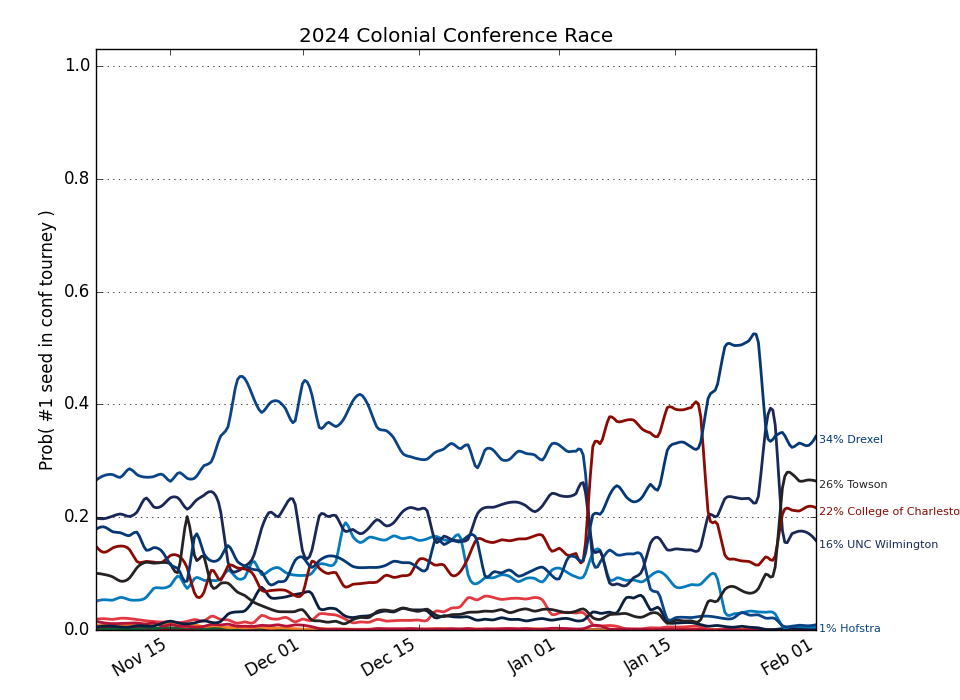 2024 Colonial Conference Race
Prob( #1 seed in conf tourney )
1.0
0.8
0.6
0.4
0.2
0.0
Nov 15
Dec 01
Dec 15
Jan 01
Jan 15
Feb 01
34% Drexel
26% Towson
22% College of Charlesto
16% UNC Wilmington
1% Hofstra